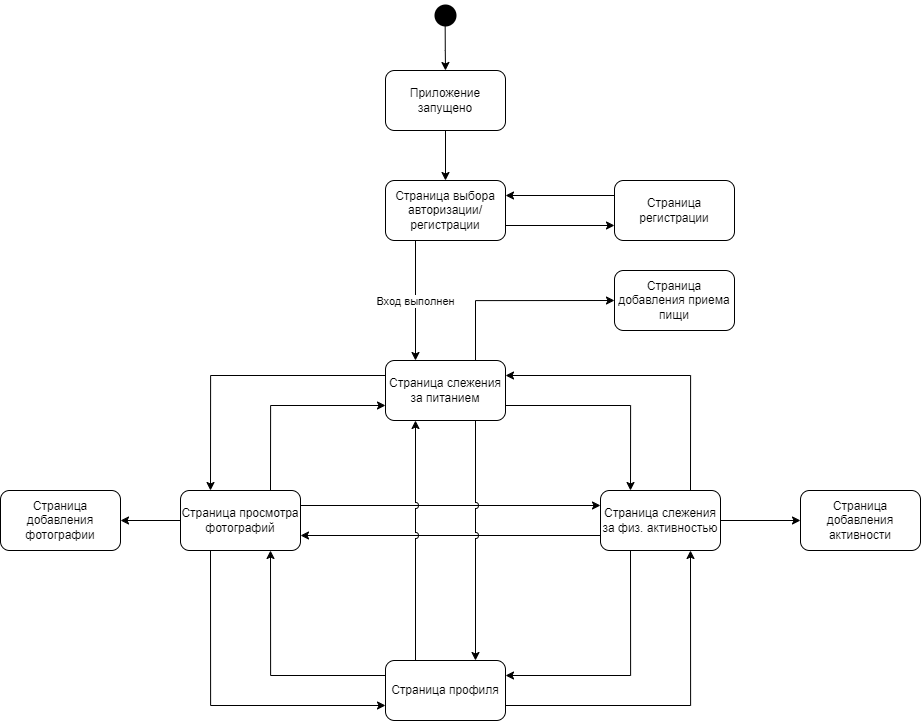 Приложение
запущено
Страница выбора
авторизации/
регистрации
Страница
регистрации
Страница
добавления приема
пищи
Вход выполнен
Страница слежения
за питанием
Страница
добавления
фотографии
Страница просмотра
фотографий
Страница слежения
за физ. активностью
Страница
добавления
активности
Страница профиля